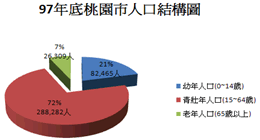 97年底桃園市人口結構圖
7%
26,309人
21%
82,465人
72%
288,282人
幼年人口(0~14歲)
青壯年人口(15~64歲)
老年人口(65歲以上)